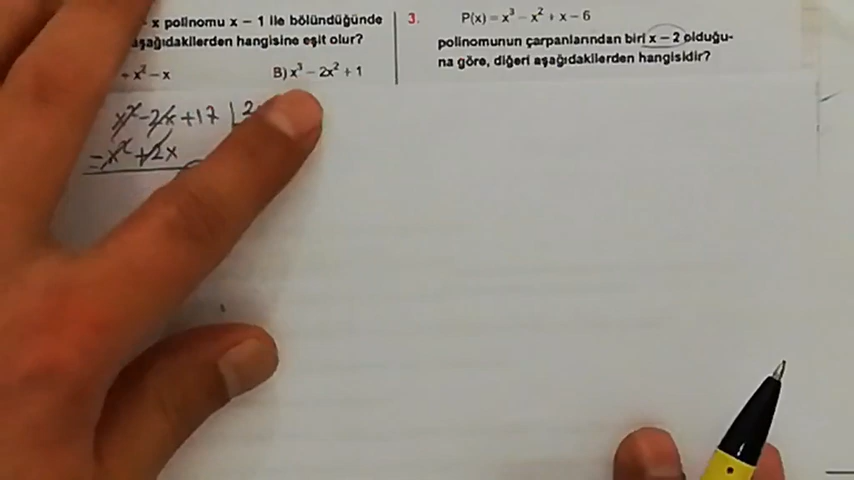 x polinomu x – 1 ile bölündüğünde
aşağıdakilerden hangisine eşit olur?
+ x² – x
B) x³ – 2x² + 1
3.
P(x) = x³ – x² + x – 6
polinomunun çarpanlarından biri x – 2 olduğu-
na göre, diğeri aşağıdakilerden hangisidir?
x² - 2x + 17 | 2
x² + 2x